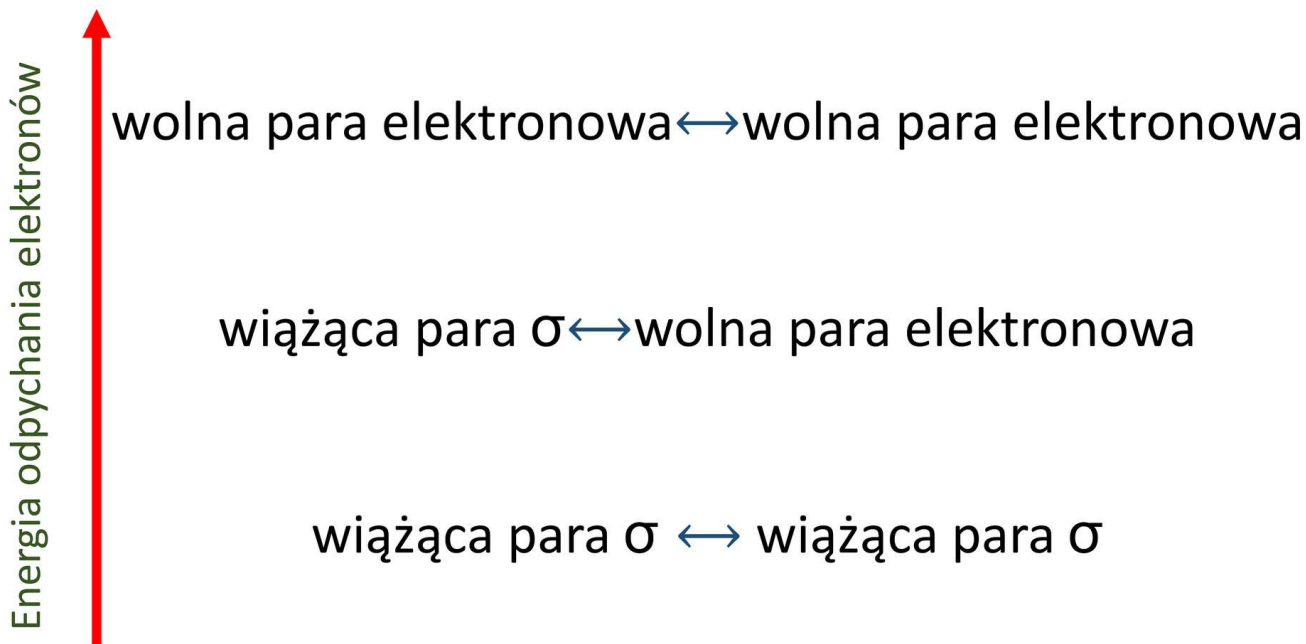 Energia odpychania elektronów
wolna para elektronowa↔wolna para elektronowa
wiążąca para σ↔wolna para elektronowa
wiążąca para σ ↔ wiążąca para σ